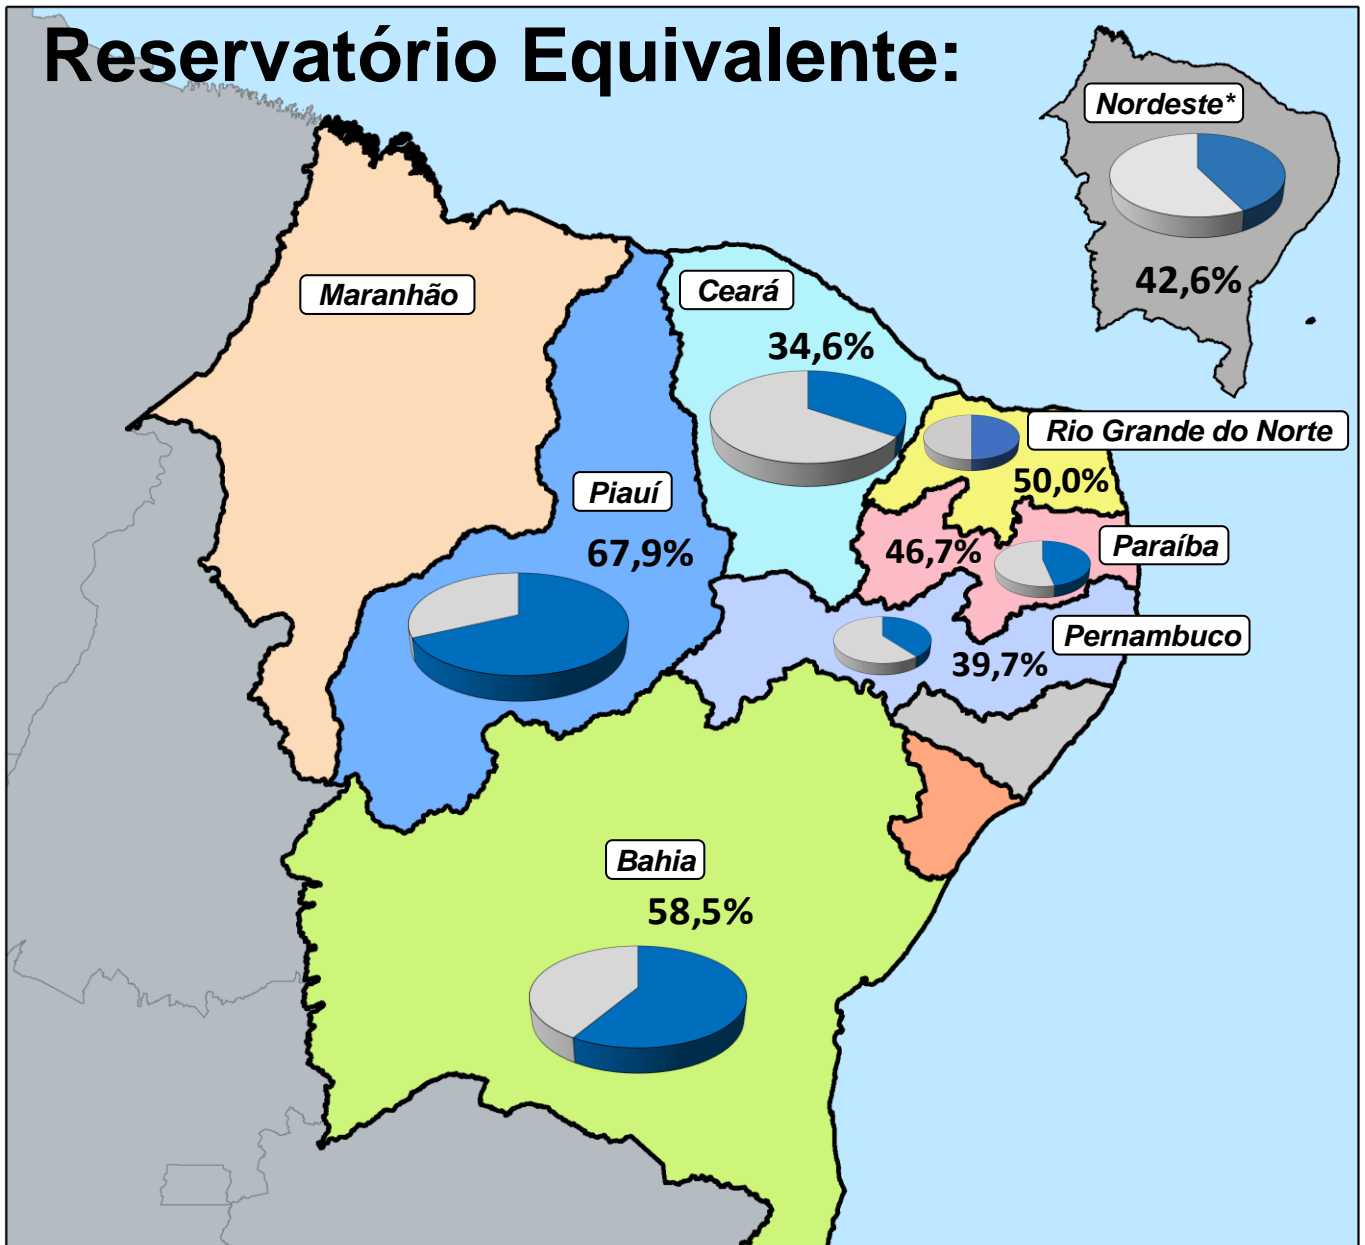 Reservatório Equivalente:
Nordeste*
42,6%
Maranhão
Ceará
34,6%
Rio Grande do Norte
50,0%
Piauí
67,9%
46,7%
Paraíba
Pernambuco
39,7%
Bahia
58,5%